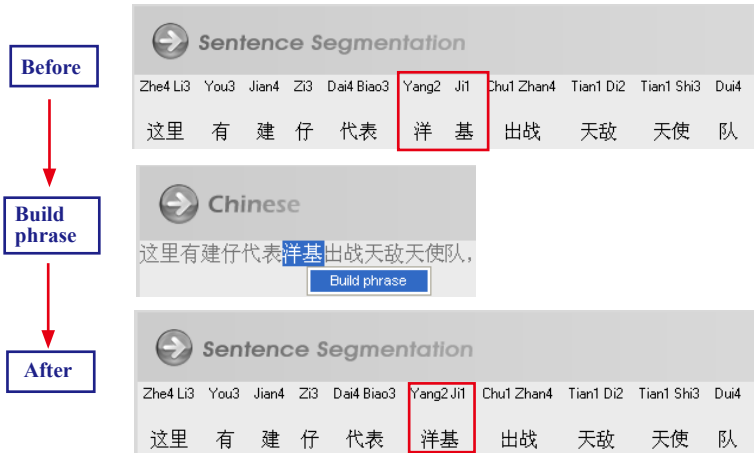 Sentence Segmentation
Before
Zhe4 Li3 You3 Jian4 Zi3 Dai4 Biao3 Yang2 Ji1 Chu1 Zhan4 Tian1 Di2 Tian1 Shi3 Dui4
这里 有 建 仔 代表 洋 基 出战 天敌 天使 队
Chinese
Build
phrase
这里有建仔代表洋基出战天敌天使队，
Build phrase
Sentence Segmentation
After
Zhe4 Li3 You3 Jian4 Zi3 Dai4 Biao3 Yang2 Ji1 Chu1 Zhan4 Tian1 Di2 Tian1 Shi3 Dui4
这里 有 建 仔 代表 洋基 出战 天敌 天使 队